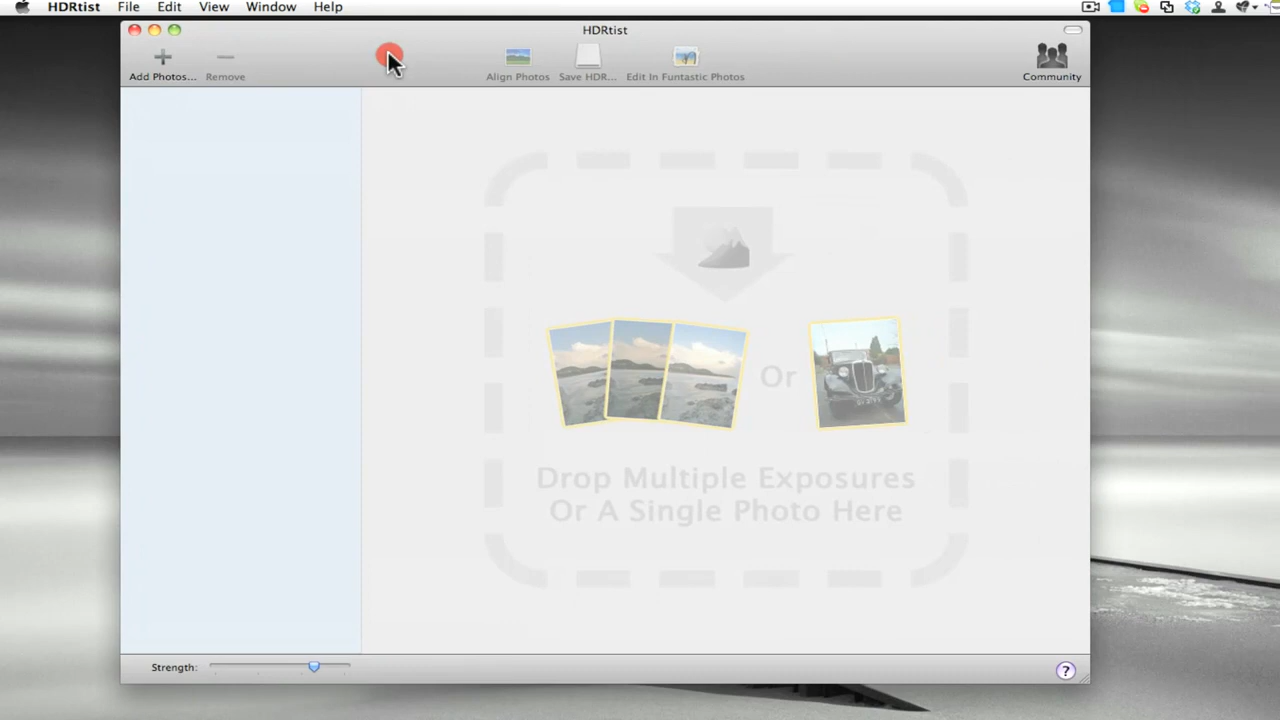 HDRtist File Edit View Window Help
HDRtist
Add Photos... Remove Align Photos Save HDR... Edit In Funtastic Photos Community
Or
Drop Multiple Exposures
Or A Single Photo Here
Strength: ?